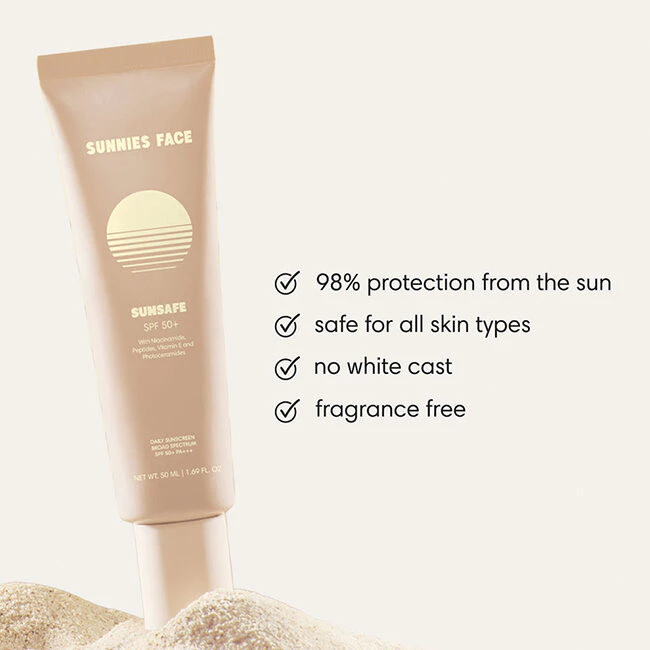 SUNNIES FACE
SUNSAFE
SPF 50+
With Niacinamide,
Peptides, Vitamin E and
Photoceramides
DAILY SUNSCREEN
BROAD SPECTRUM
SPF 50+ PA+++
NET WT. 50 ML | 1.69 FL. OZ
98% protection from the sun
safe for all skin types
no white cast
fragrance free